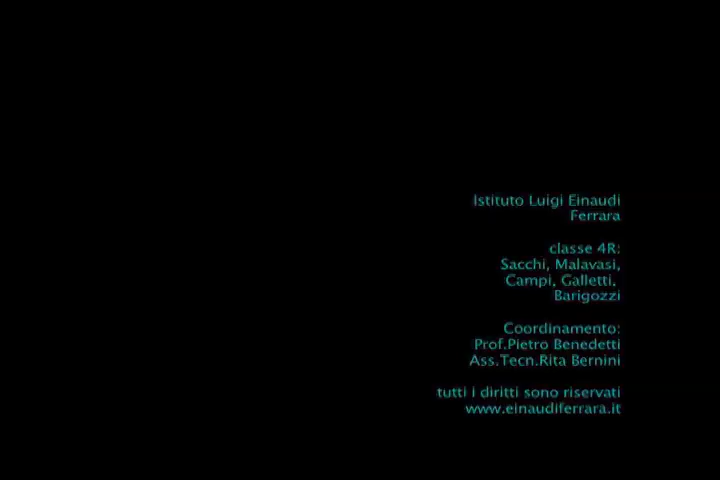 Istituto Luigi Einaudi
Ferrara
classe 4R:
Sacchi, Malavasi,
Campi, Galletti,
Barigozzi
Coordinamento:
Prof.Pietro Benedetti
Ass.Tecn.Rita Bernini
tutti i diritti sono riservati
www.einaudiferrara.it